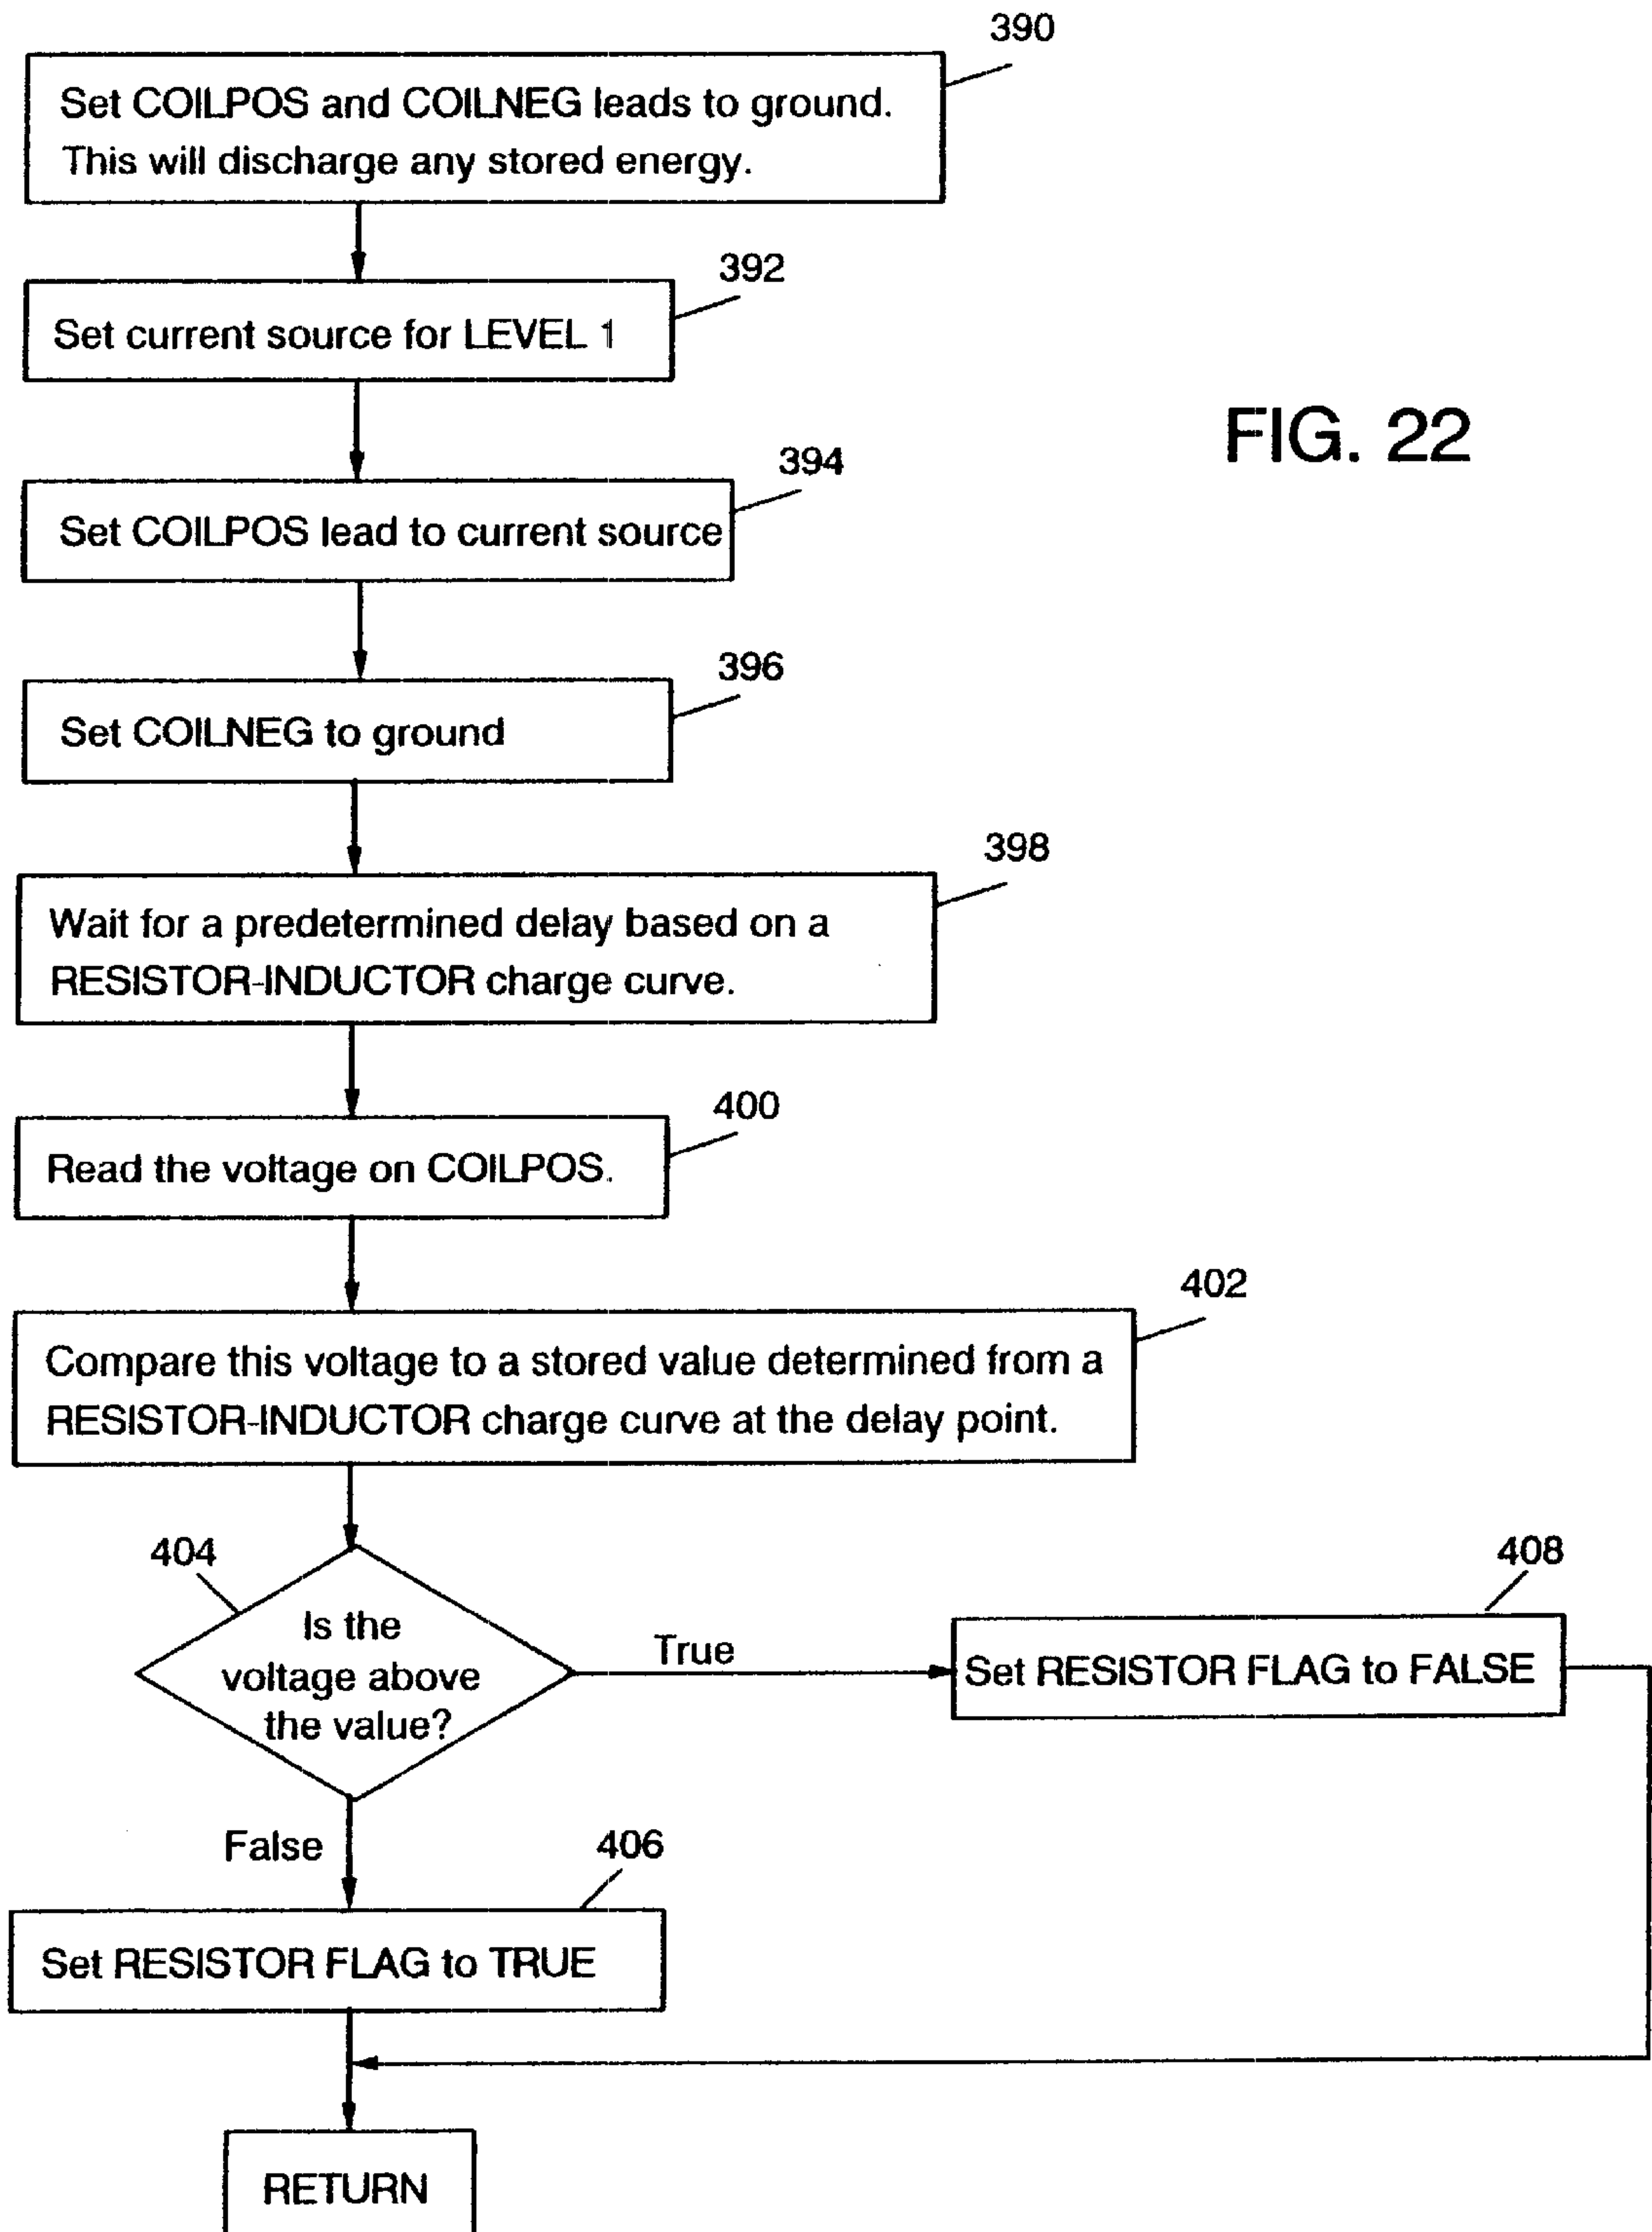 390
Set COILPOS and COILNEG leads to ground.
This will discharge any stored energy.
392
Set current source for LEVEL 1
FIG. 22
394
Set COILPOS lead to current source
396
Set COILNEG to ground
398
Wait for a predetermined delay based on a
RESISTOR-INDUCTOR charge curve.
400
Read the voltage on COILPOS.
402
Compare this voltage to a stored value determined from a
RESISTOR-INDUCTOR charge curve at the delay point.
404
Is the
voltage above
the value?
True
408
Set RESISTOR FLAG to FALSE
False
406
Set RESISTOR FLAG to TRUE
RETURN